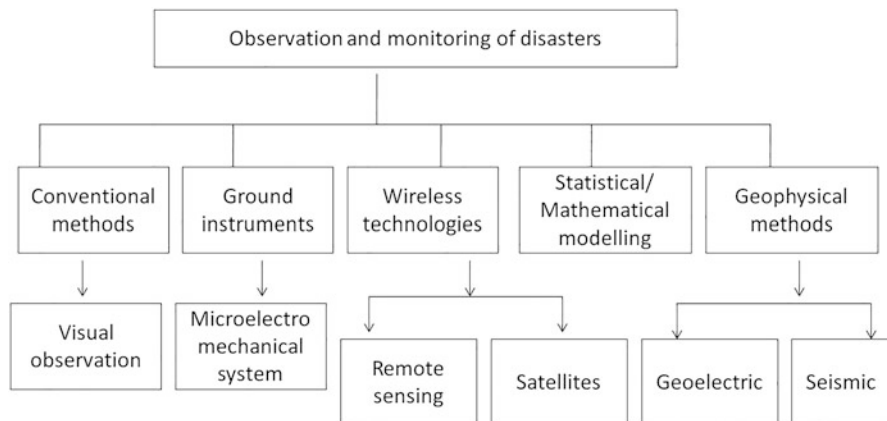 Observation and monitoring of disasters
Conventional
methods
Ground
instruments
Wireless
technologies
Statistical/
Mathematical
modelling
Geophysical
methods
Visual
observation
Microelectro
mechanical
system
Remote
sensing
Satellites
Geoelectric
Seismic